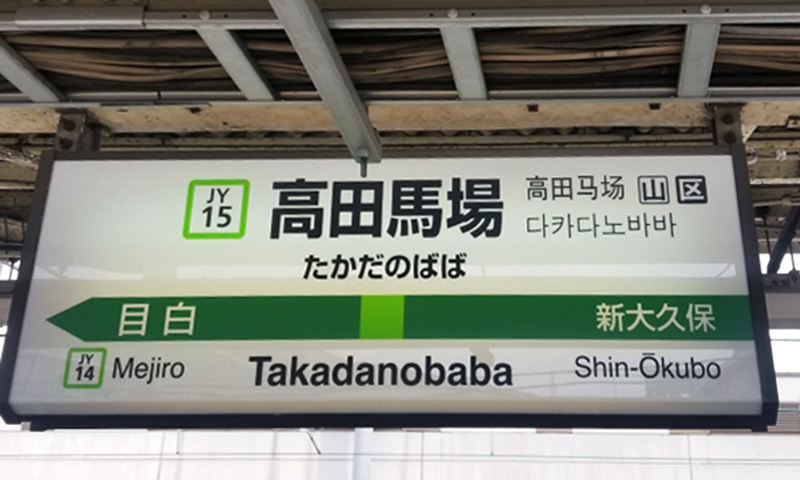 JY
15
高田馬場
高田马场 山 区
다카다노바바
たかだのばば
目白
新大久保
JY
14
Mejiro
Takadanobaba
Shin-Ōkubo